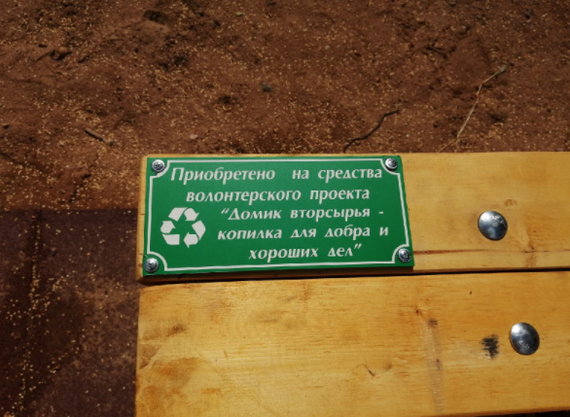 Приобретено на средства
волонтерского проекта
"Домик вторсырья -
копилка для добра и
хороших дел"